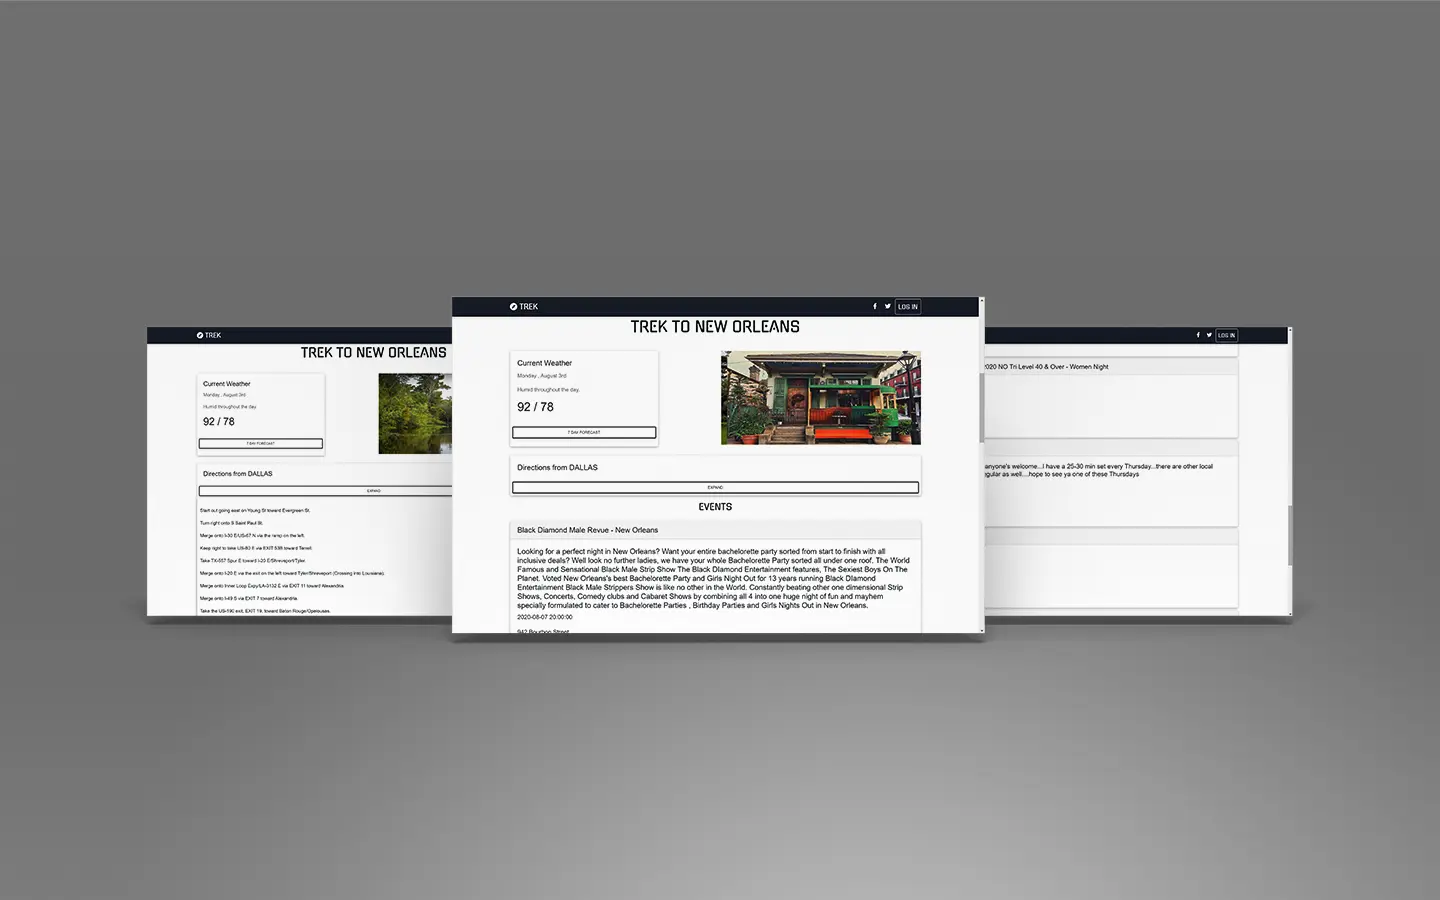 TREK
TREK TO NEW ORLEANS
Current Weather
Monday , August 3rd
Humid throughout the day.
92 / 78
7 DAY FORECAST
Directions from DALLAS
EXPAND
Start out going east on Young St toward Evergreen St.
Turn right onto S Saint Paul St.
Merge onto I-30 E/US-67 N via the ramp on the left.
Keep right to take US-80 E via EXIT 53B toward Terrell.
Take TX-557 Spur E toward I-20 E/Shreveport/Tyler.
Merge onto I-20 E via the exit on the left toward Tyler/Shreveport (Crossing into Louisiana).
Merge onto Inner Loop Expy/LA-3132 E via EXIT 11 toward Alexandria.
Merge onto I-49 S via EXIT 7 toward Alexandria.
Take the US-190 exit, EXIT 19, toward Baton Rouge/Opelousas.
TREK
LOG IN
TREK TO NEW ORLEANS
Current Weather
Monday , August 3rd
Humid throughout the day.
92 / 78
7 DAY FORECAST
Directions from DALLAS
EXPAND
EVENTS
Black Diamond Male Revue - New Orleans
Looking for a perfect night in New Orleans? Want your entire bachelorette party sorted from start to finish with all
inclusive deals? Well look no further ladies, we have your whole Bachelorette Party sorted all under one roof. The World
Famous and Sensational Black Male Strip Show The Black DIamond Entertainment features, The Sexiest Boys On The
Planet. Voted New Orleans's best Bachelorette Party and Girls Night Out for 13 years running Black DIamond
Entertainment Black Male Strippers Show is like no other in the World. Constantly beating other one dimensional Strip
Shows, Concerts, Comedy clubs and Cabaret Shows by combining all 4 into one huge night of fun and mayhem
specially formulated to cater to Bachelorette Parties , Birthday Parties and Girls Nights Out in New Orleans.
2020-08-07 20:00:00
942 Bourbon Street
LOG IN
2020 NO Tri Level 40 & Over - Women Night
anyone's welcome...I have a 25-30 min set every Thursday...there are other local
gular as well....hope to see ya one of these Thursdays